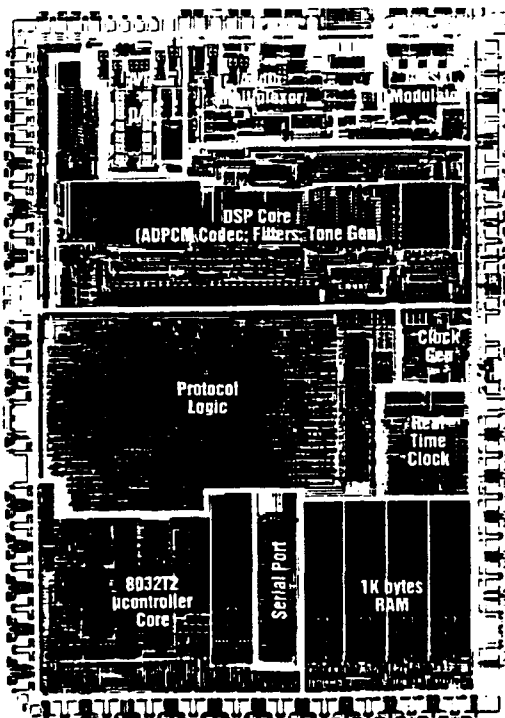 Multiplexor
Modulator
DSP Core
(ADPCM Codec; Filters; Tone Gen)
Protocol
Logic
Clock
Gen
Real
Time
Clock
8032T2
µcontroller
Core
Serial Port
1K bytes
RAM